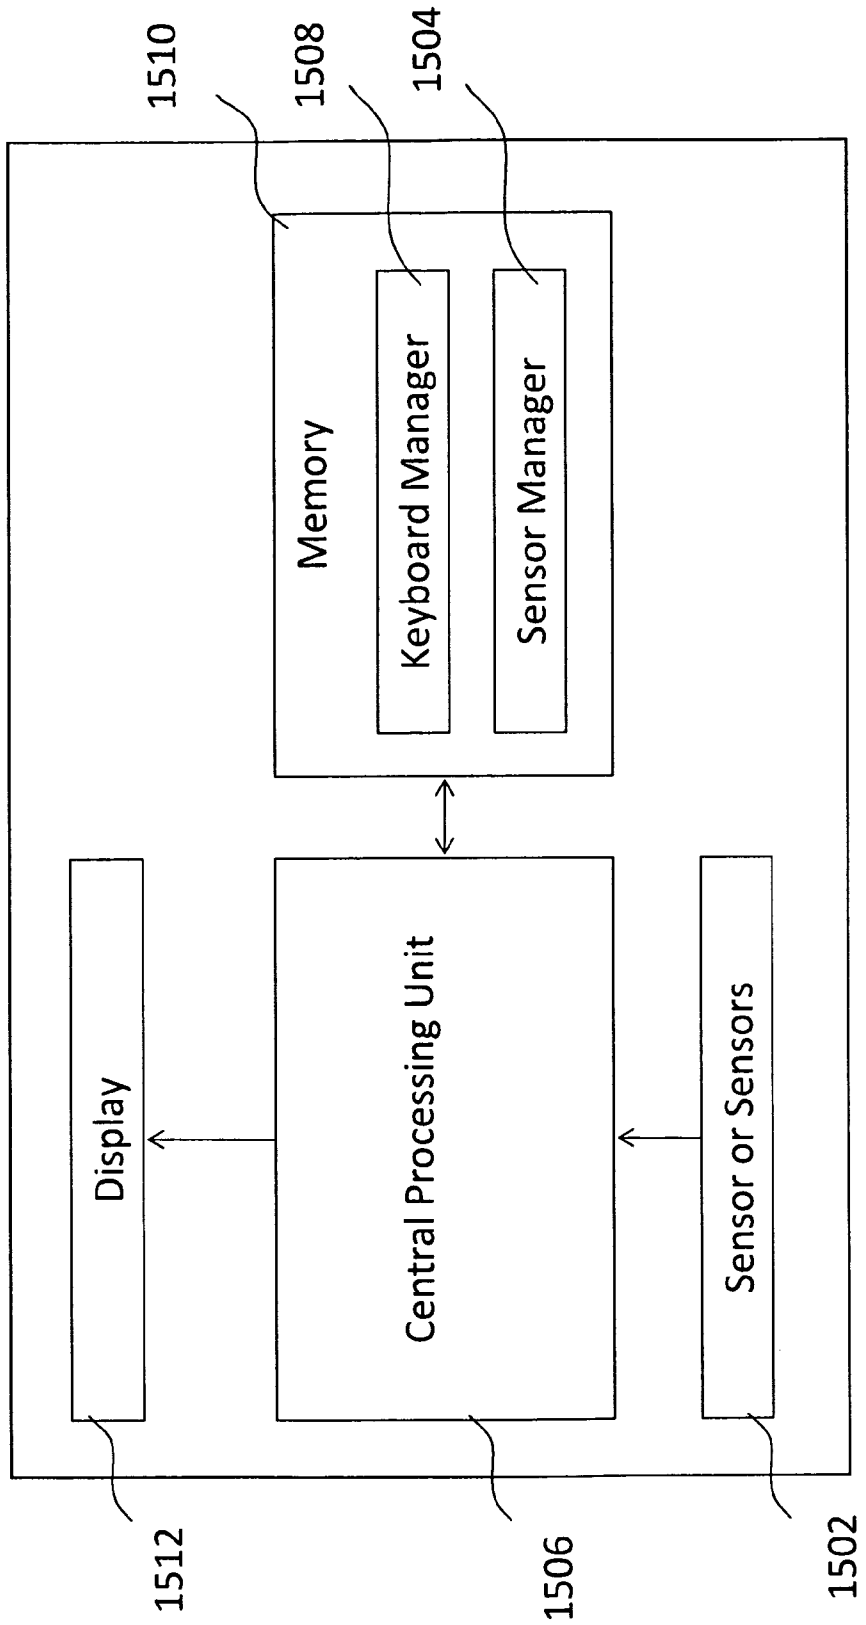 1512
Display
1506
Central Processing Unit
1502
Sensor or Sensors
1510
Memory
1508
Keyboard Manager
1504
Sensor Manager